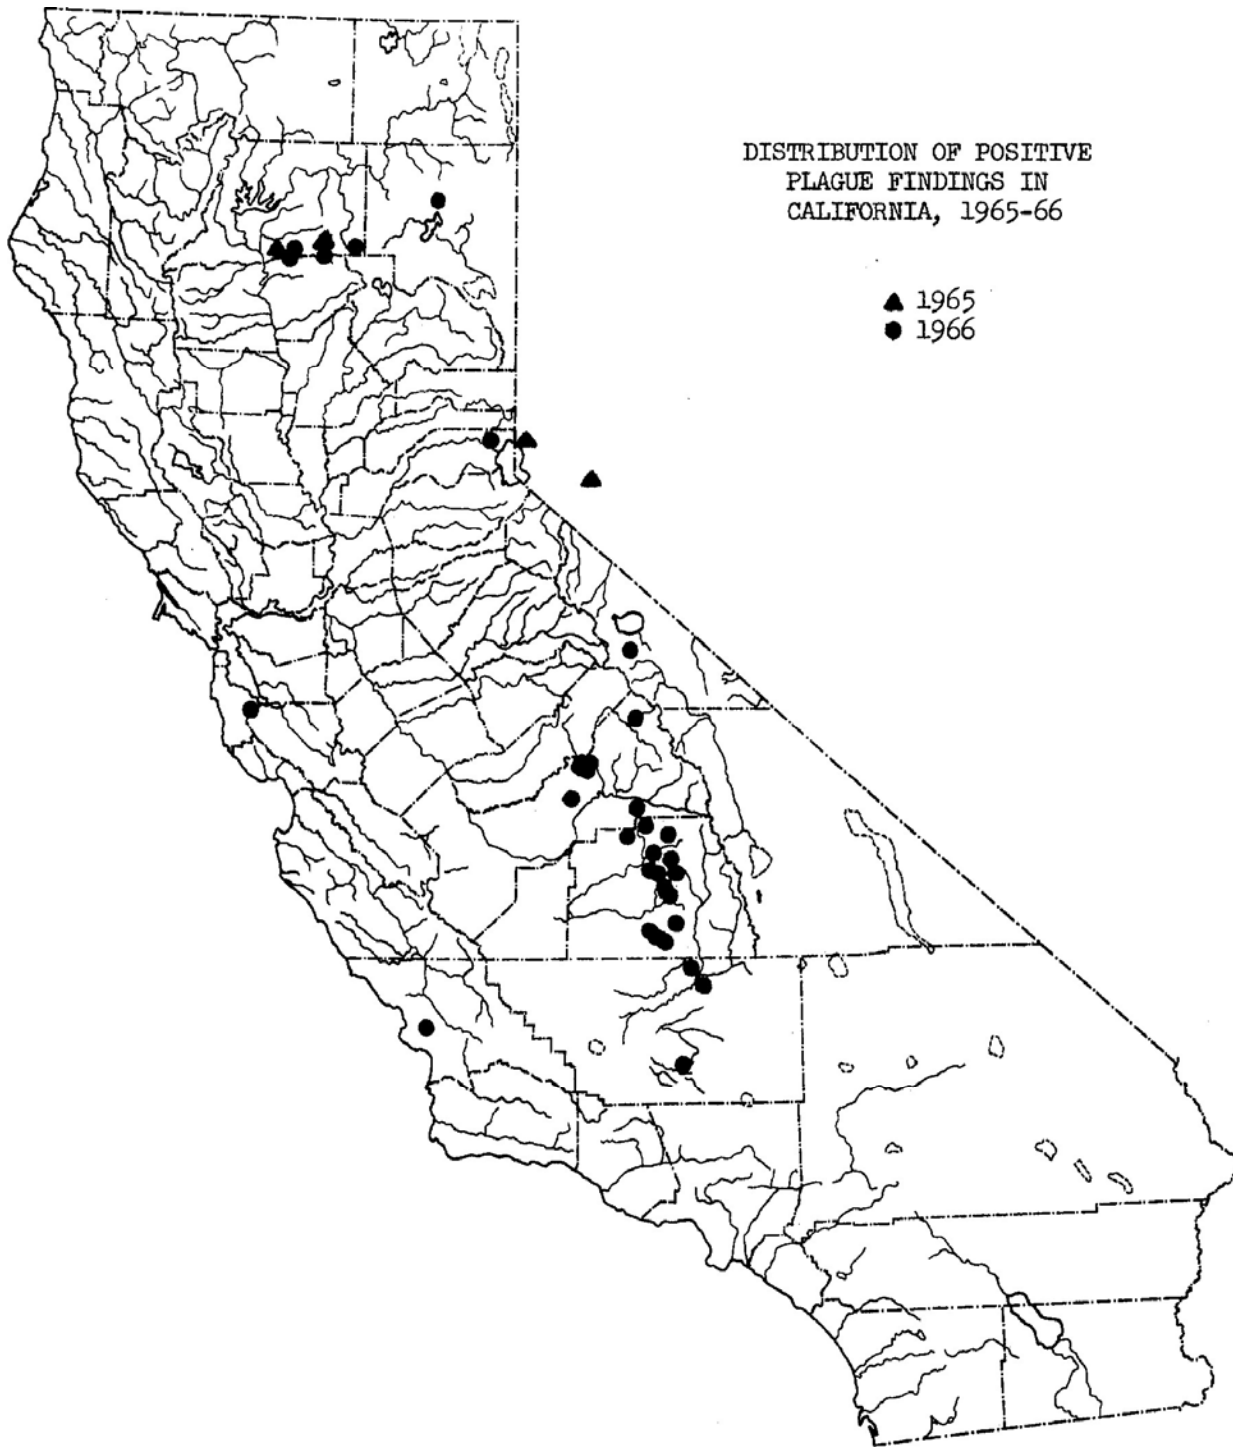 DISTRIBUTION OF POSITIVE
PLAGUE FINDINGS IN
CALIFORNIA, 1965-66
1965
1966